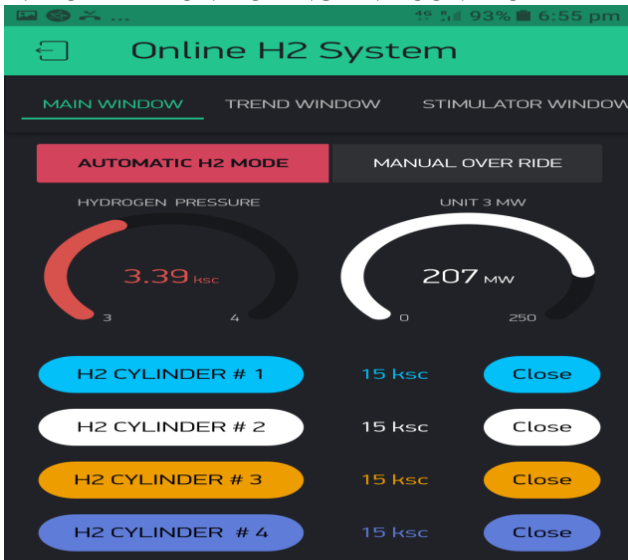 4G 93% 6:55 pm
Online H2 System
MAIN WINDOW TREND WINDOW STIMULATOR WINDOW
AUTOMATIC H2 MODE MANUAL OVER RIDE
HYDROGEN PRESSURE UNIT 3 MW
3.39 ksc 207 MW
3 4 0 250
H2 CYLINDER # 1 15 ksc Close
H2 CYLINDER # 2 15 ksc Close
H2 CYLINDER # 3 15 ksc Close
H2 CYLINDER # 4 15 ksc Close